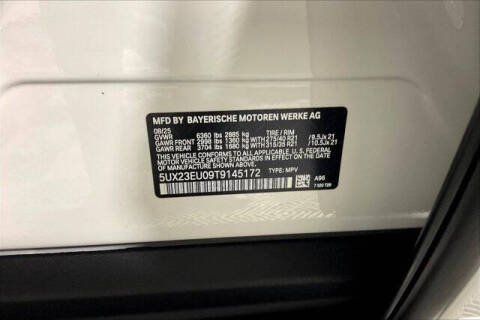 MFD. BY BAYERISCHE MOTOREN WERKE AG
08/25
GVWR 6360 lbs 2885 kg TIRE / RIM
GAWR FRONT 2998 lbs 1360 kg 275/40 R21 / 9.5J x 21
GAWR REAR 3704 lbs 1680 kg 315/35 R21 / 10.5J x 21
THIS VEHICLE CONFORMS TO ALL APPLICABLE FEDERAL MOTOR VEHICLE SAFETY STANDARDS IN EFFECT ON THE DATE OF MANUFACTURE SHOWN ABOVE.
5UX23EU09T9145172 TYPE: MPV A96